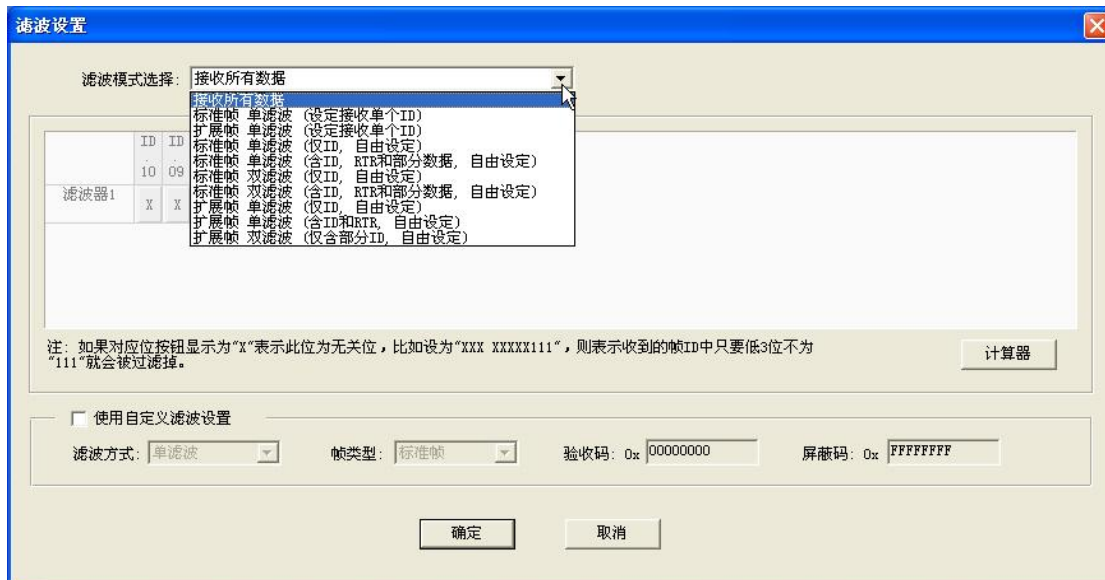 滤波设置
滤波模式选择: 接收所有数据
接收所有数据
标准帧 单滤波 (设定接收单个ID)
扩展帧 单滤波 (设定接收单个ID)
标准帧 单滤波 (仅ID, 自由设定)
标准帧 单滤波 (含ID, RTR和部分数据, 自由设定)
标准帧 双滤波 (仅ID, 自由设定)
标准帧 双滤波 (含ID, RTR和部分数据, 自由设定)
扩展帧 单滤波 (仅ID, 自由设定)
扩展帧 单滤波 (含ID和RTR, 自由设定)
扩展帧 双滤波 (仅含部分ID, 自由设定)
ID ID
. .
10 09
滤波器1 X X
注: 如果对应位按钮显示为"X"表示此位为无关位，比如设为"XXX XXXXX111"，则表示收到的帧ID中只要低3位不为
"111"就会被过滤掉。
计算器
使用自定义滤波设置
滤波方式: 单滤波 帧类型: 标准帧 验收码: 0x 00000000 屏蔽码: 0x FFFFFFFF
确定 取消